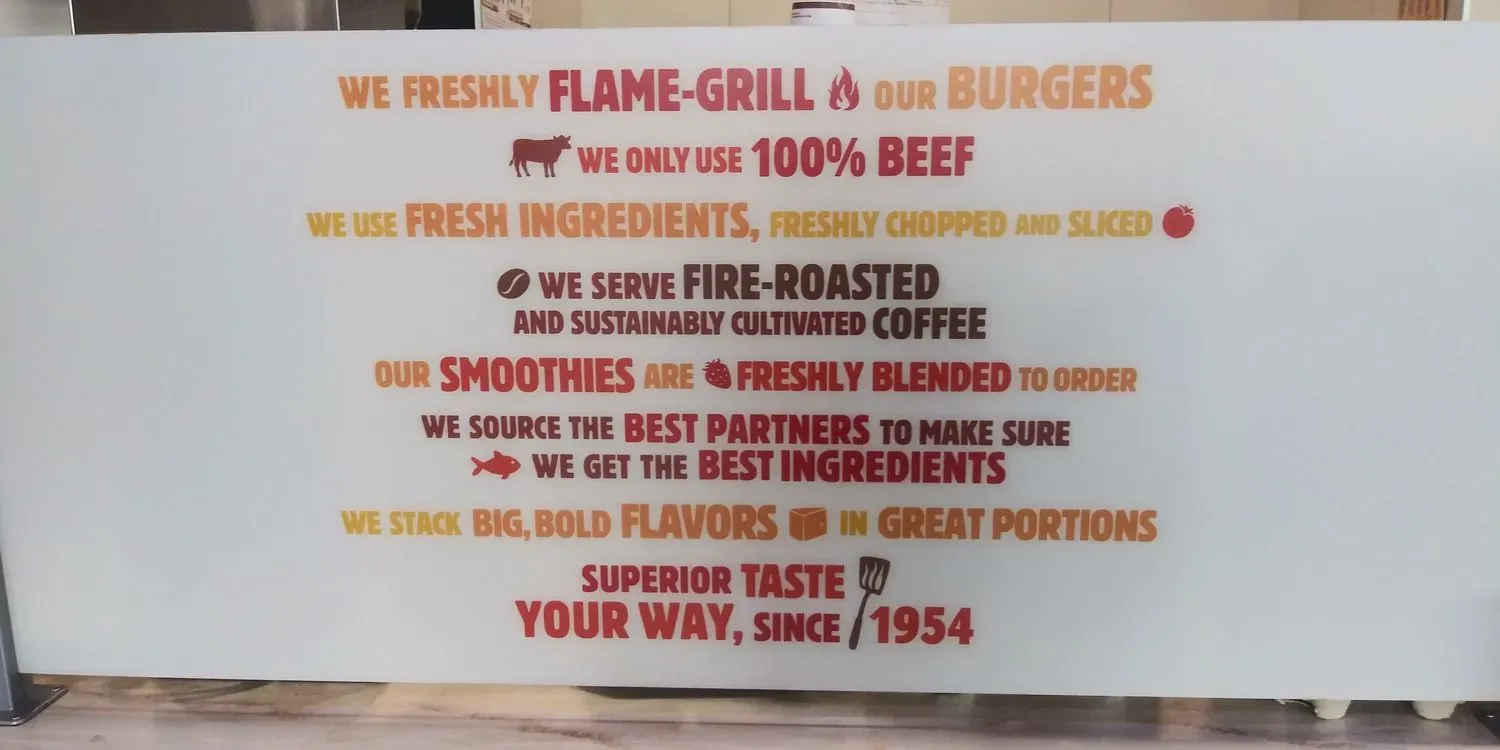 WE FRESHLY FLAME-GRILL OUR BURGERS
WE ONLY USE 100% BEEF
WE USE FRESH INGREDIENTS, FRESHLY CHOPPED AND SLICED
WE SERVE FIRE-ROASTED
AND SUSTAINABLY CULTIVATED COFFEE
OUR SMOOTHIES ARE FRESHLY BLENDED TO ORDER
WE SOURCE THE BEST PARTNERS TO MAKE SURE
WE GET THE BEST INGREDIENTS
WE STACK BIG, BOLD FLAVORS IN GREAT PORTIONS
SUPERIOR TASTE
YOUR WAY, SINCE 1954